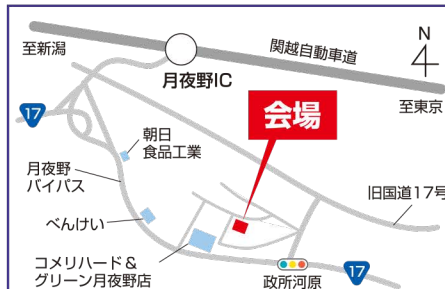 関越自動車道
N
至新潟
月夜野IC
至東京
17
会場
朝日
食品工業
月夜野
バイパス
旧国道17号
べんけい
コメリハード&
グリーン月夜野店
政所河原
17